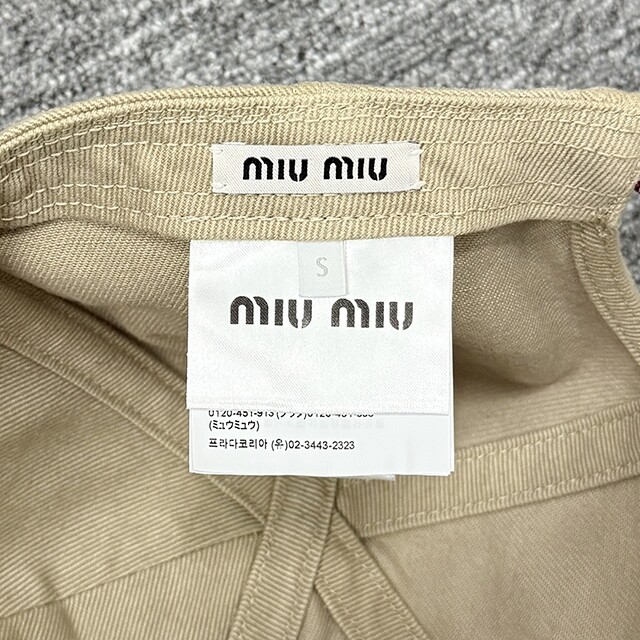 miu miu
S
miu miu
0120-451-913(プラダ)0120-451-993
(ミュウミュウ)
프라다코리아 (유)02-3443-2323